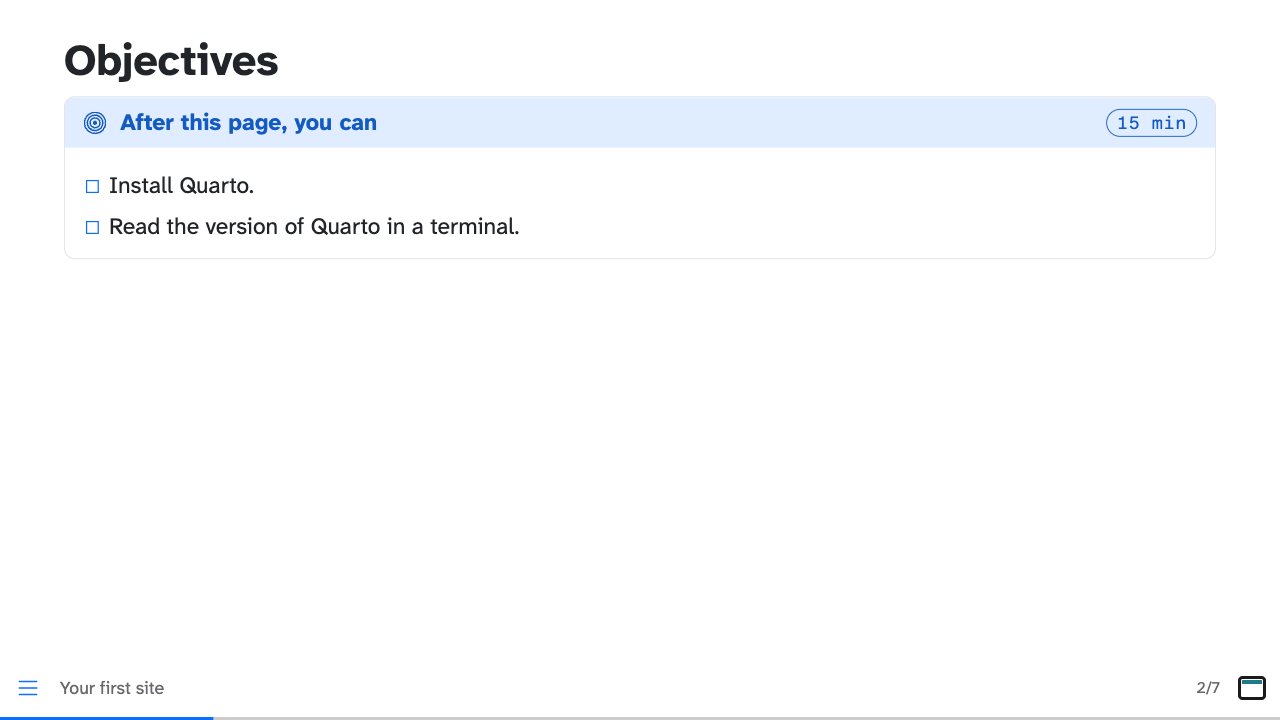 Objectives
After this page, you can
15 min
Install Quarto.
Read the version of Quarto in a terminal.
Your first site
2/7